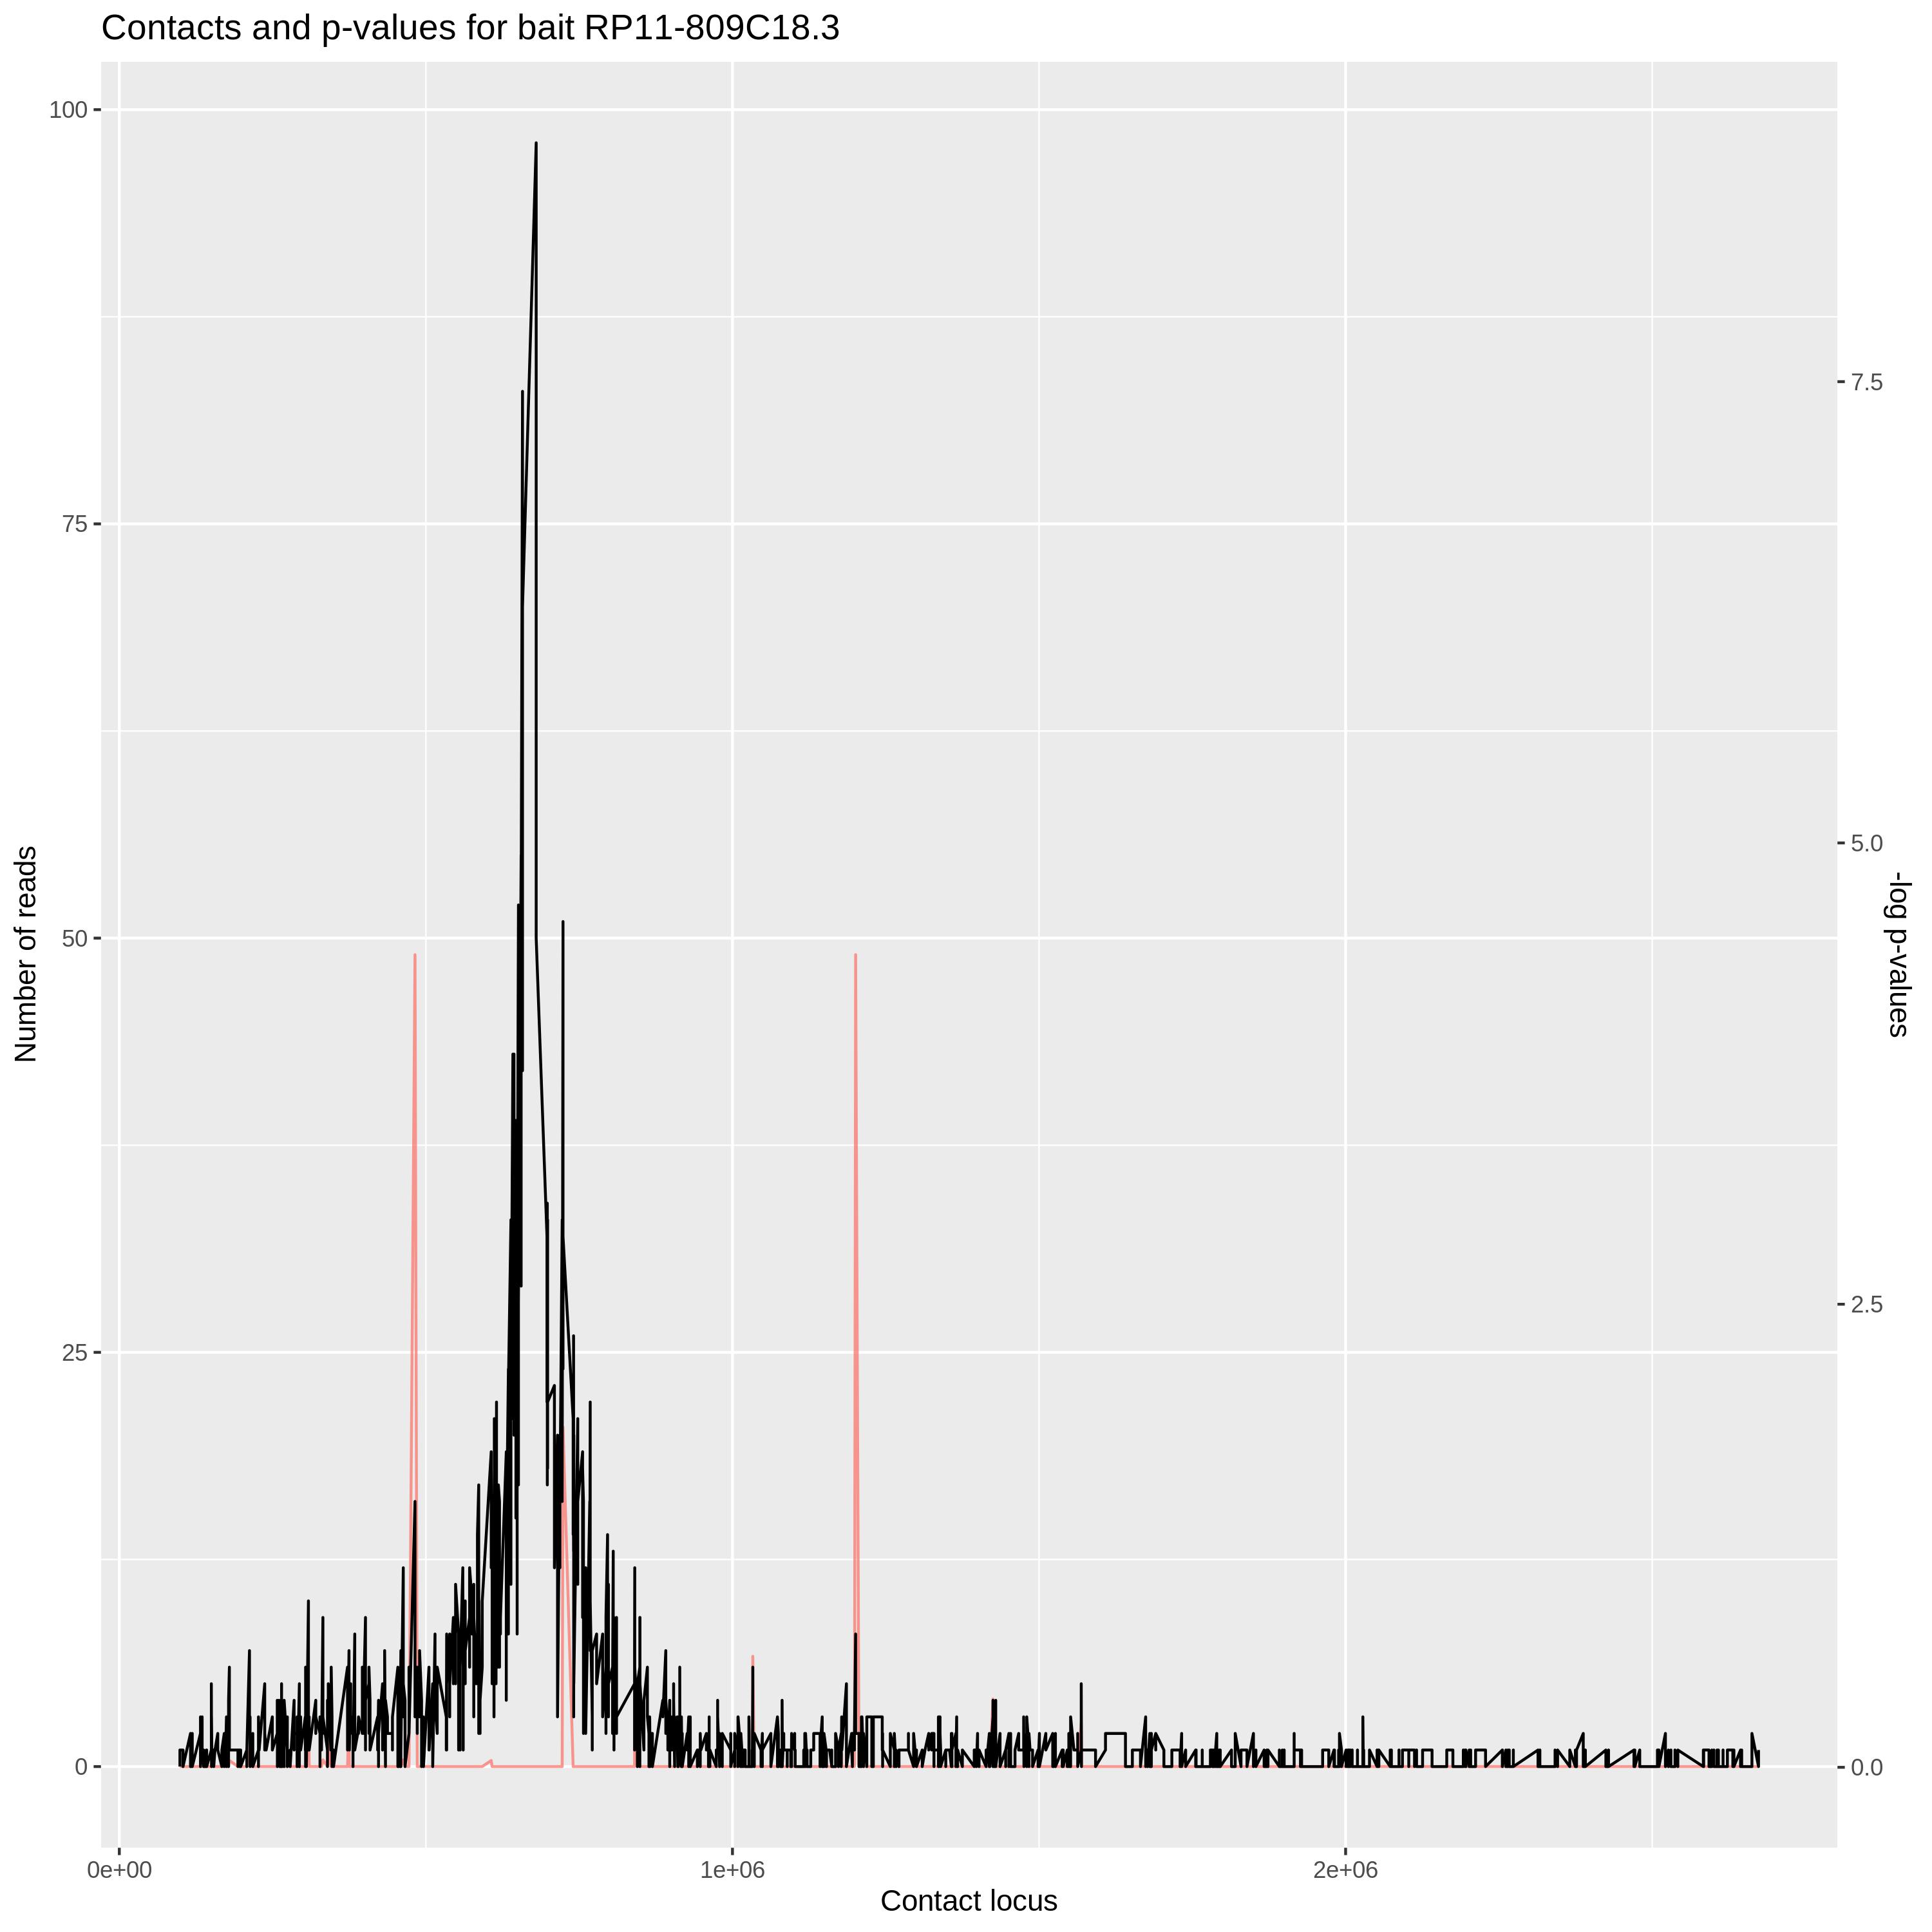 Contacts and p-values for bait RP11-809C18.3
100
75
50
25
0
Number of reads
7.5
5.0
2.5
0.0
-log p-values
0e+00
1e+06
2e+06
Contact locus